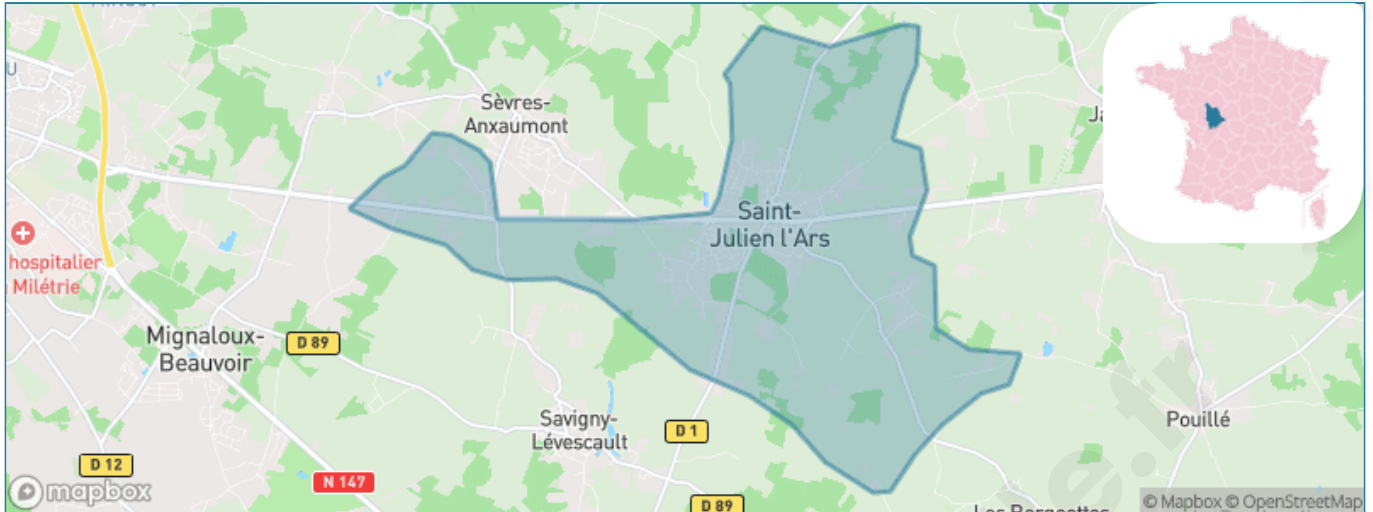 Sèvres-
Anxaumont
Saint-
Julien l'Ars
hospitalier
Milétrie
Mignaloux-
Beauvoir
D 89
Savigny-
Lévescault
D 1
Pouillé
D 12
N 147
D 89
mapbox
© Mapbox © OpenStreetMap